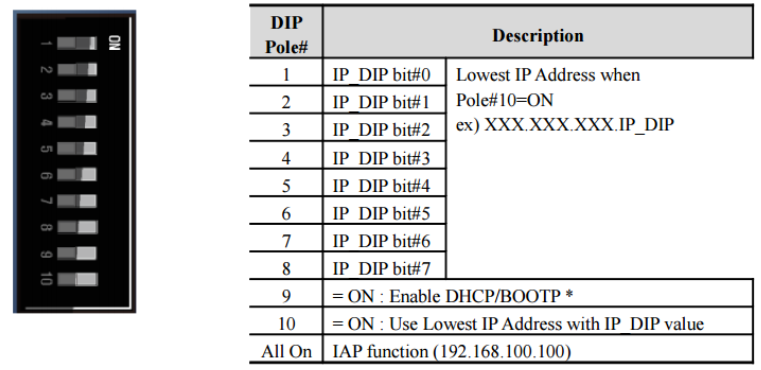 ON
1
2
3
4
5
6
7
8
9
10
DIP Pole# Description
1 IP_DIP bit#0 Lowest IP Address when
2 IP_DIP bit#1 Pole#10=ON
3 IP_DIP bit#2 ex) XXX.XXX.XXX.IP_DIP
4 IP_DIP bit#3
5 IP_DIP bit#4
6 IP_DIP bit#5
7 IP_DIP bit#6
8 IP_DIP bit#7
9 = ON : Enable DHCP/BOOTP *
10 = ON : Use Lowest IP Address with IP_DIP value
All On IAP function (192.168.100.100)